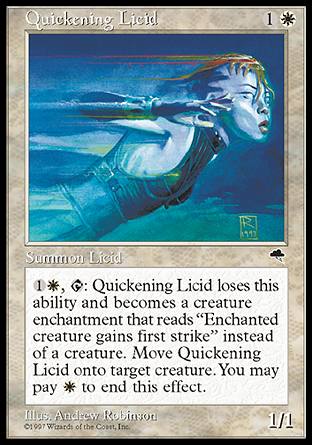 Quickening Licid 1
R
1997
Summon Licid
1 , : Quickening Licid loses this
ability and becomes a creature
enchantment that reads “Enchanted
creature gains first strike” instead
of a creature. Move Quickening
Licid onto target creature. You may
pay to end this effect.
Illus. Andrew Robinson
©1997 Wizards of the Coast, Inc.
1/1